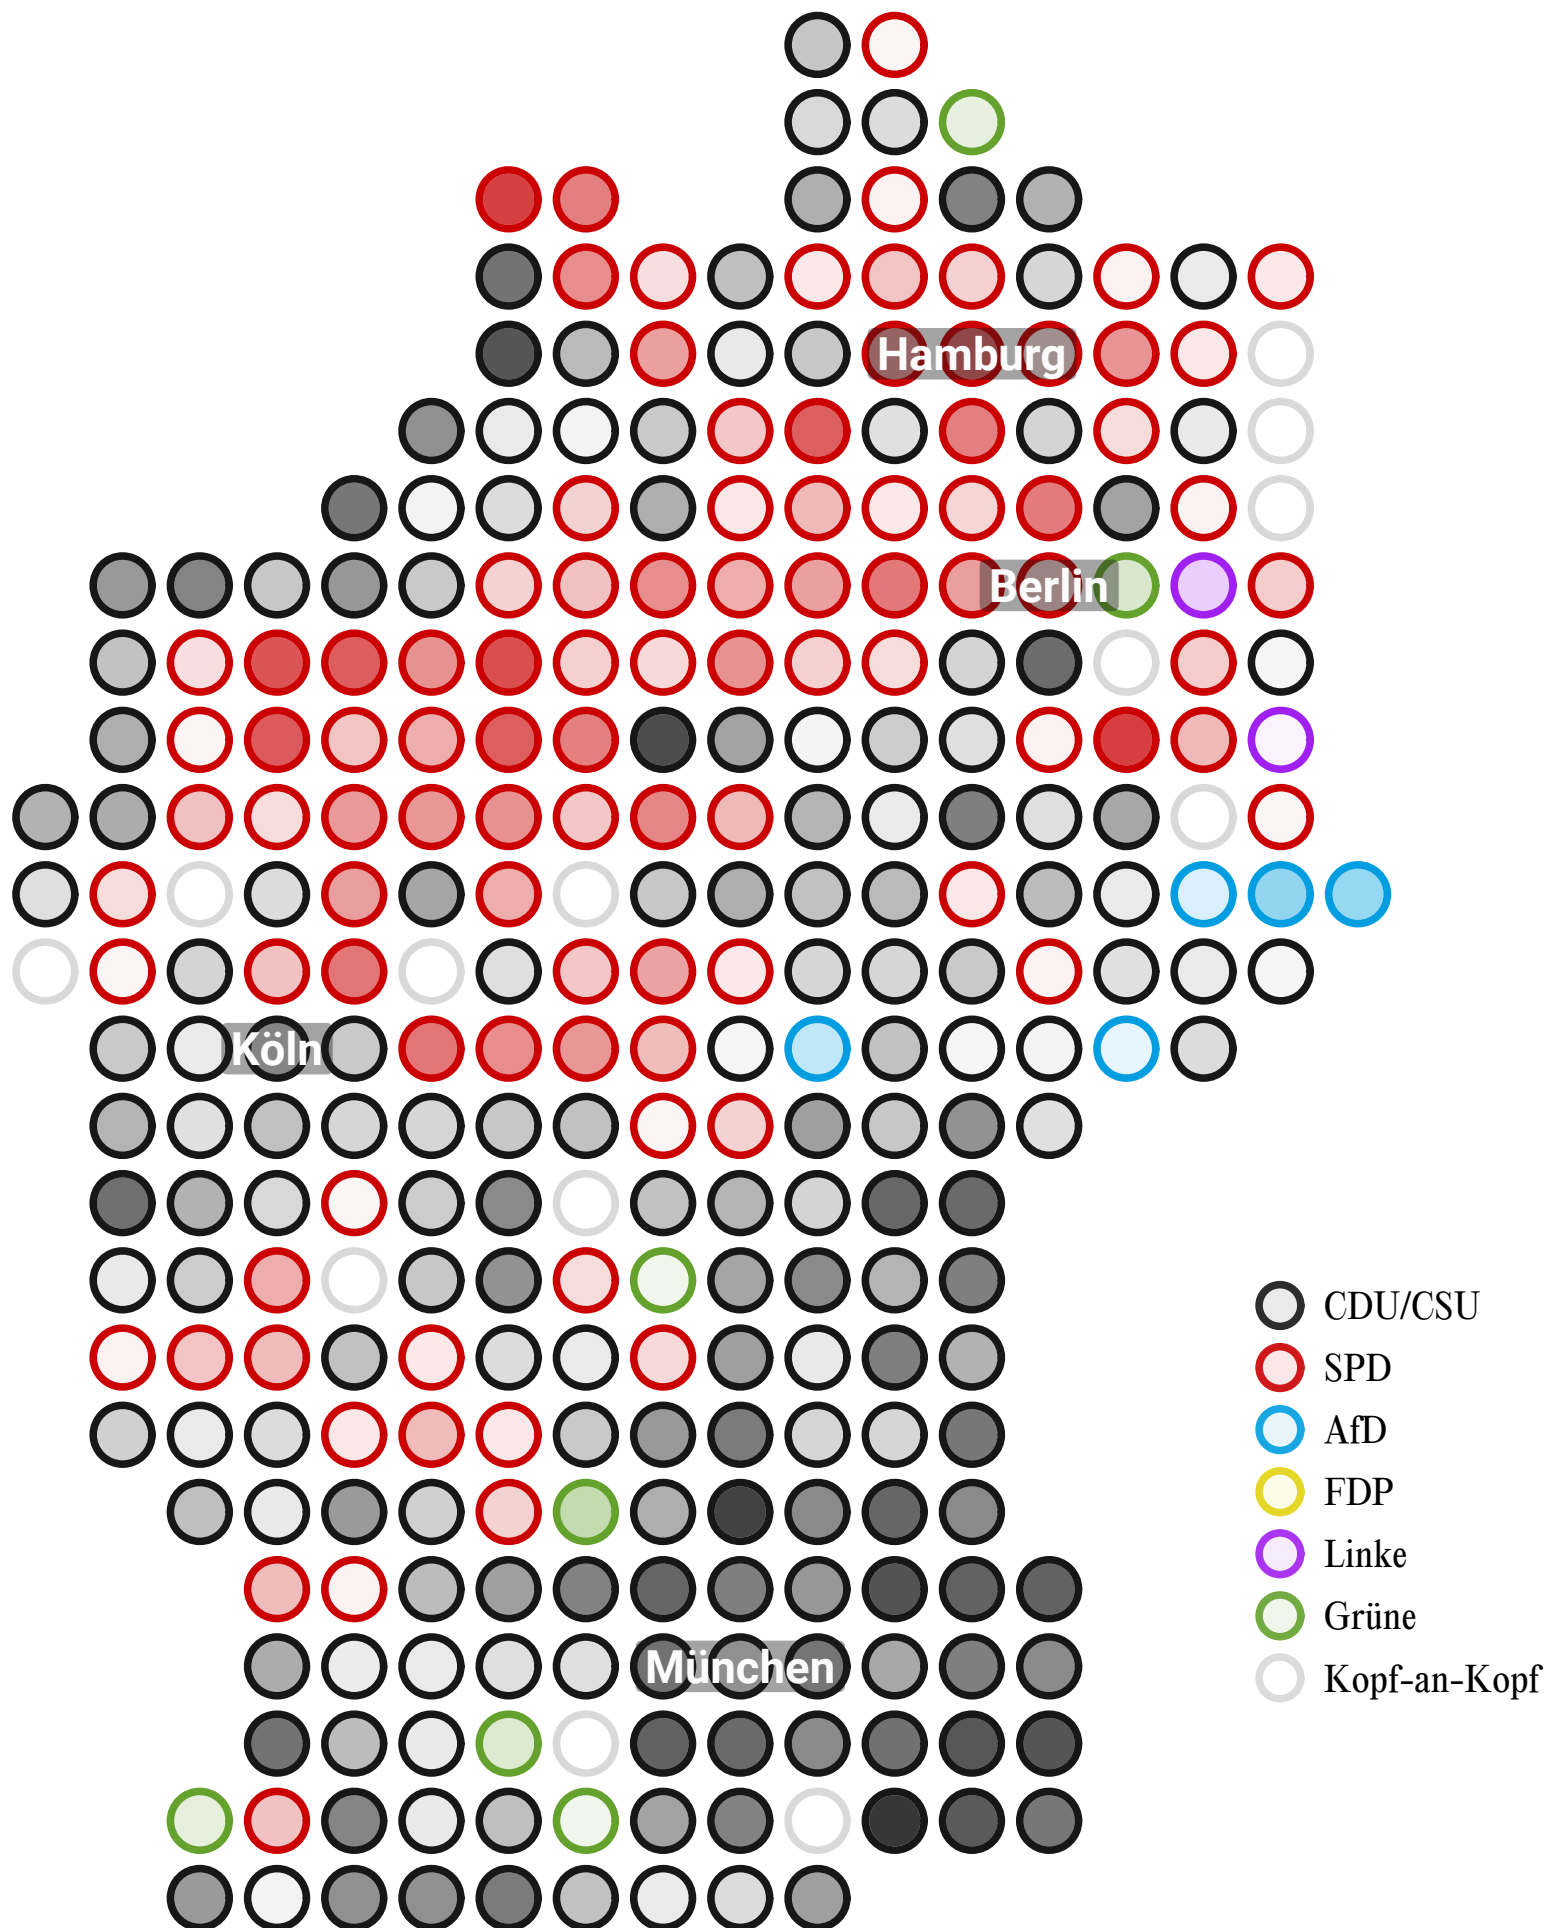 Hamburg
Berlin
Köln
CDU/CSU
SPD
AfD
FDP
Linke
Grüne
München
Kopf-an-Kopf